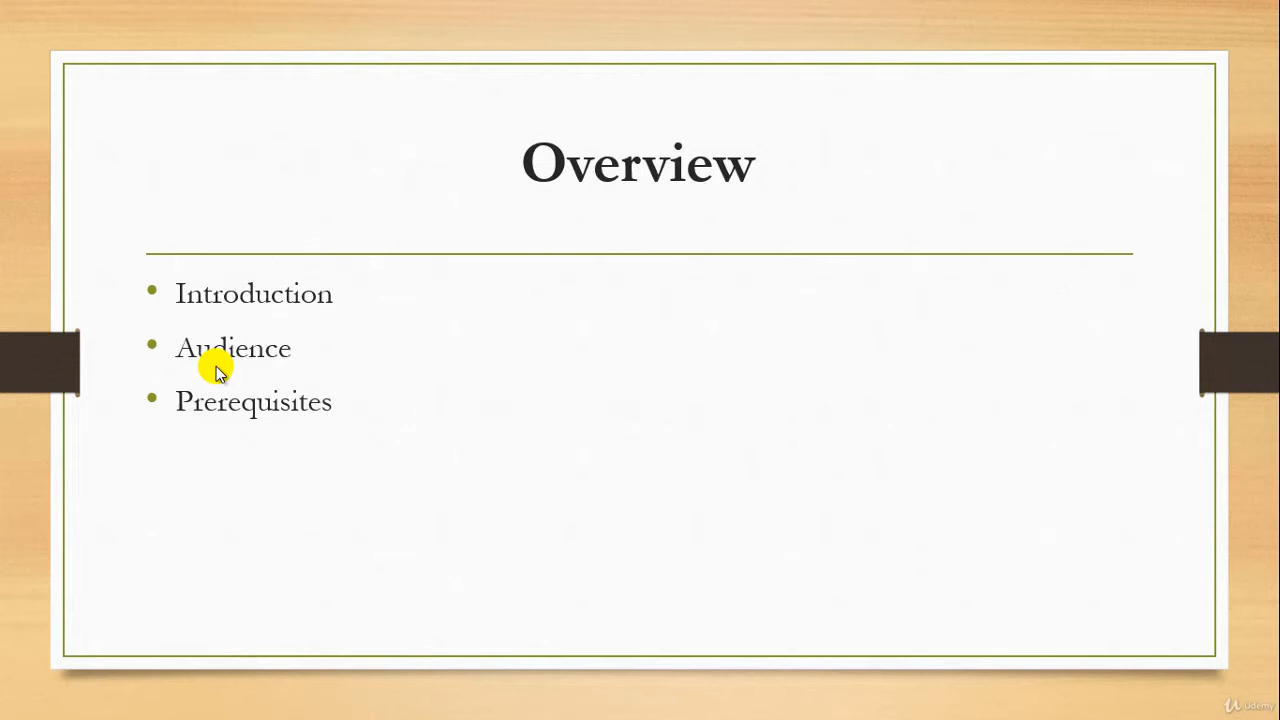 Overview
Introduction
Audience
Prerequisites
Udemy